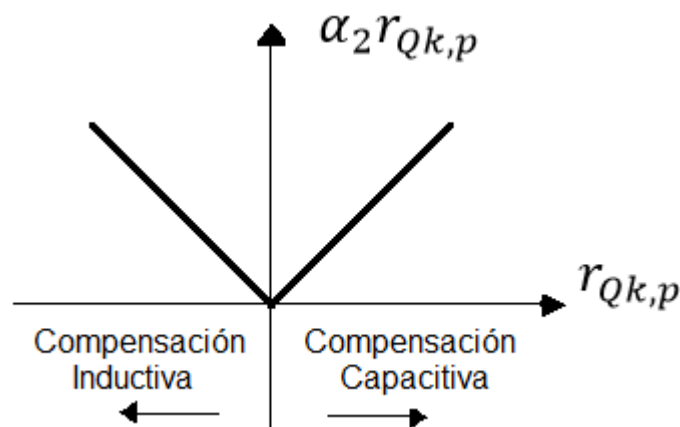 α₂r_{Qk,p}
r_{Qk,p}
Compensación Compensación
Inductiva Capacitiva